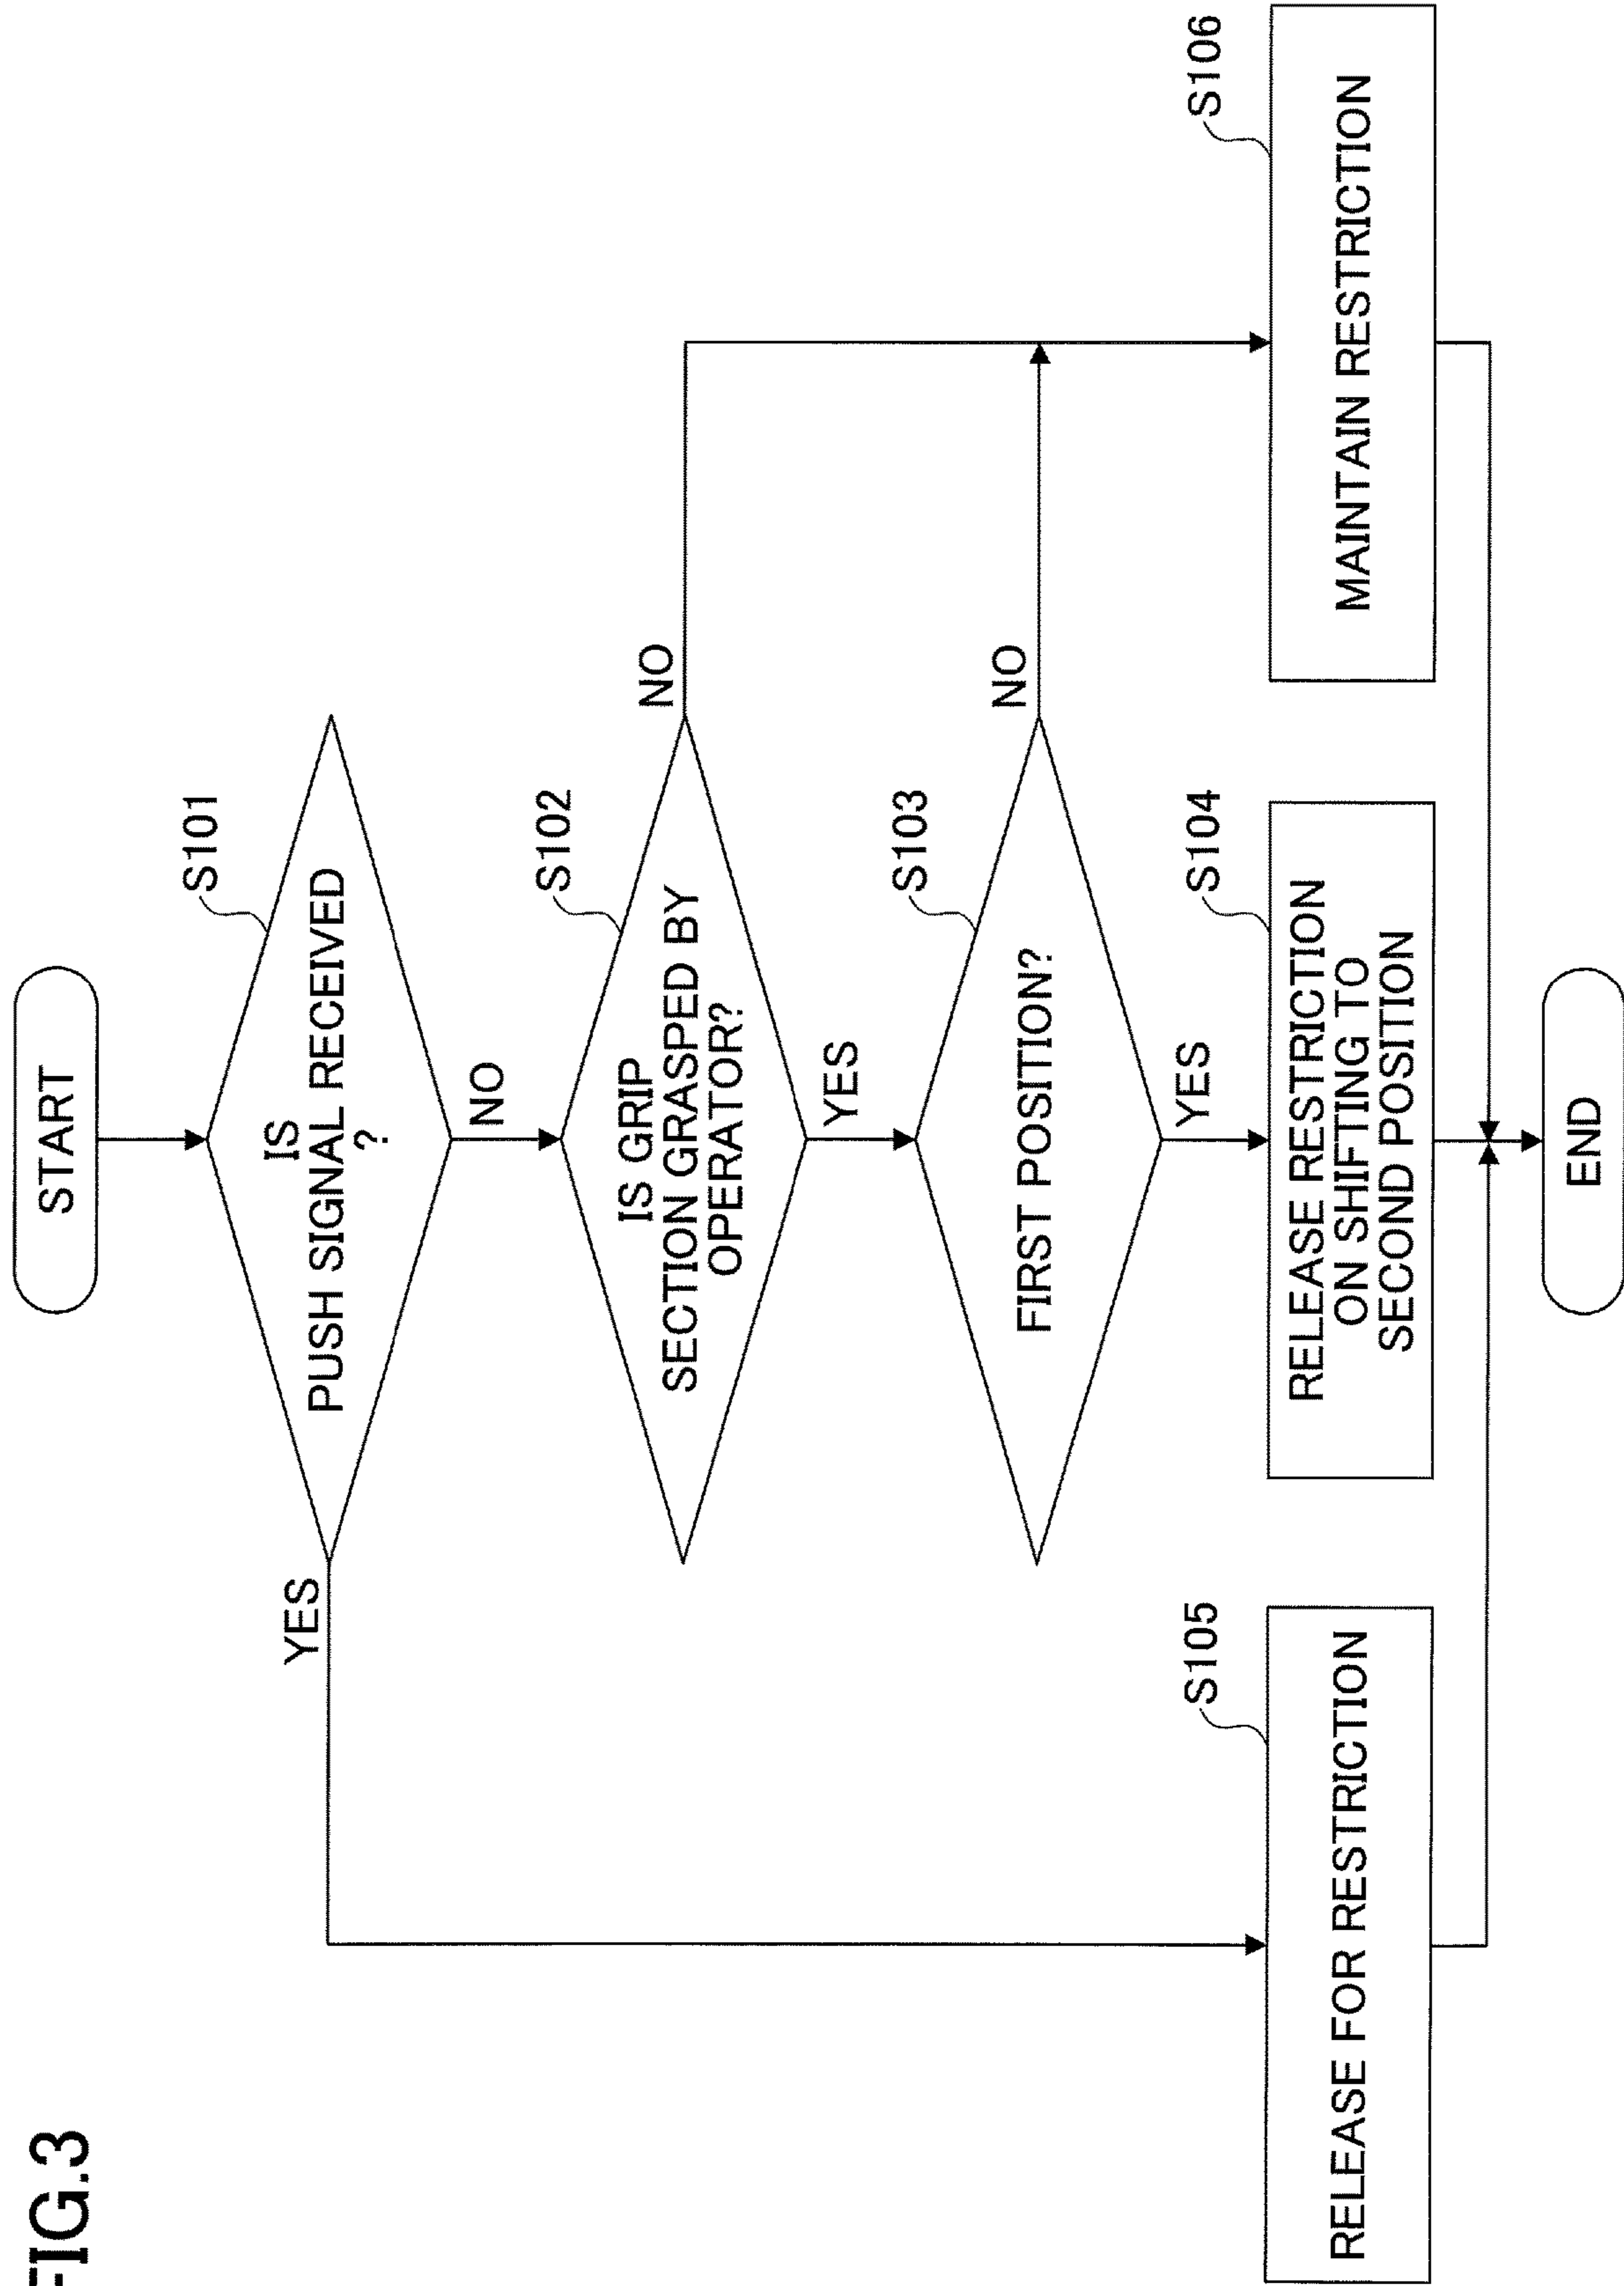 FIG.3
START
S101
IS
PUSH SIGNAL RECEIVED
?
YES
NO
S102
IS GRIP
SECTION GRASPED BY
OPERATOR?
NO
YES
S103
FIRST POSITION?
NO
YES
S105
RELEASE FOR RESTRICTION
S104
RELEASE RESTRICTION
ON SHIFTING TO
SECOND POSITION
S106
MAINTAIN RESTRICTION
END